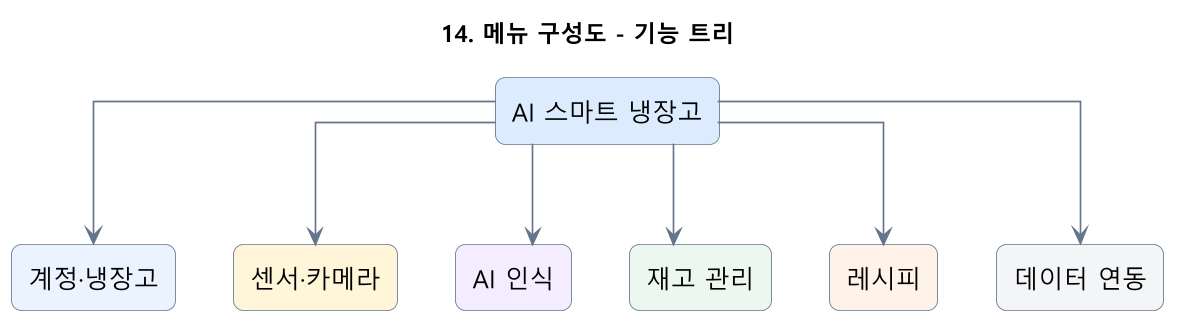 14. 메뉴 구성도 - 기능 트리
AI 스마트 냉장고
계정·냉장고
센서·카메라
AI 인식
재고 관리
레시피
데이터 연동